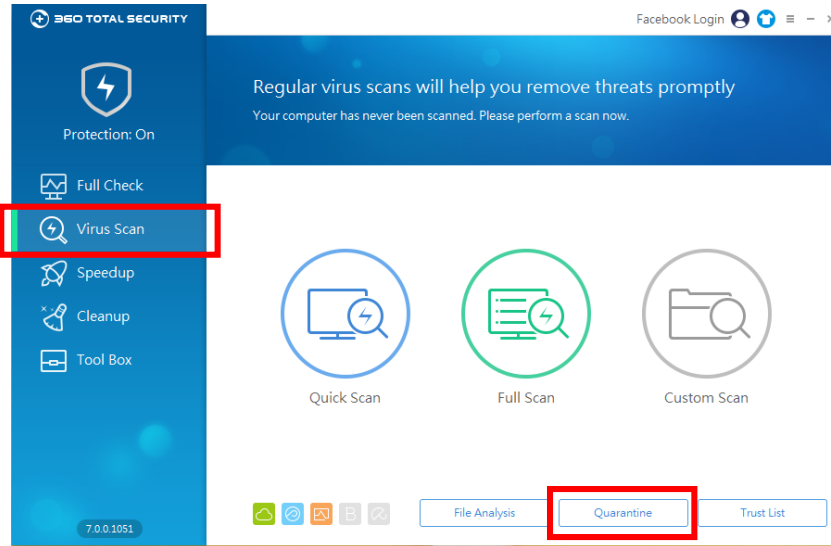 360 TOTAL SECURITY
Facebook Login
Protection: On
Regular virus scans will help you remove threats promptly
Your computer has never been scanned. Please perform a scan now.
Full Check
Virus Scan
Speedup
Cleanup
Tool Box
Quick Scan
Full Scan
Custom Scan
B
File Analysis
Quarantine
Trust List
7.0.0.1051